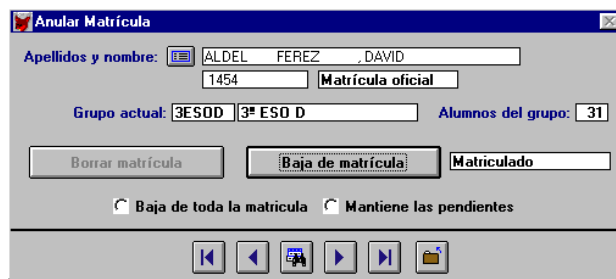 Anular Matrícula
Apellidos y nombre: ALDEL FEREZ , DAVID
1454 Matrícula oficial
Grupo actual: 3ESOD 3º ESO D Alumnos del grupo: 31
Borrar matrícula Baja de matrícula Matriculado
Baja de toda la matricula Mantiene las pendientes